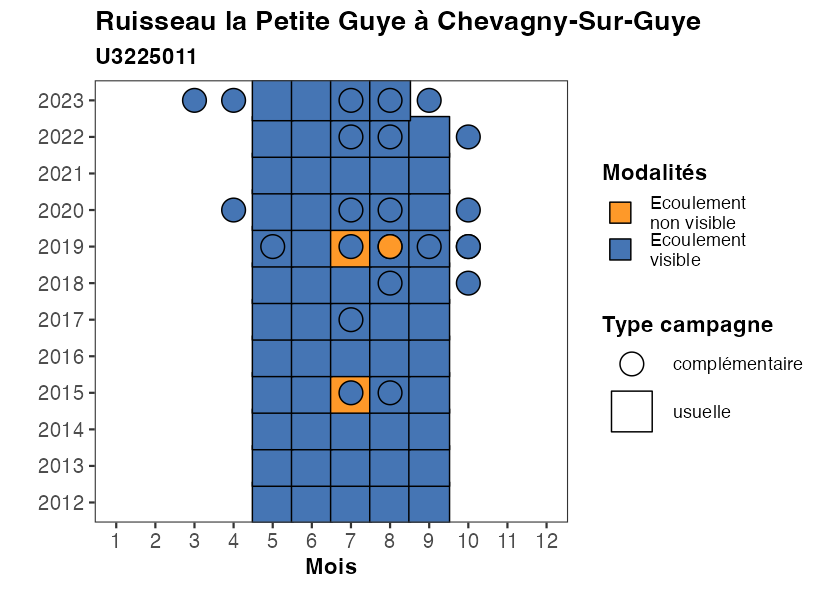 Ruisseau la Petite Guye à Chevagny-Sur-Guye
U3225011
2023
2022
2021
2020
2019
2018
2017
2016
2015
2014
2013
2012
1 2 3 4 5 6 7 8 9 10 11 12
Mois
Modalités
Ecoulement
non visible
Ecoulement
visible
Type campagne
complémentaire
usuelle